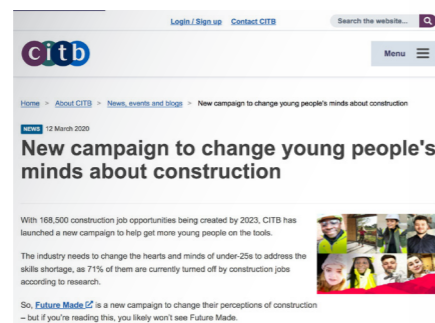 Login / Sign up Contact CITB Search the website...
citb
Menu
Home > About CITB > News, events and blogs > New campaign to change young people's minds about construction
NEWS 12 March 2020
New campaign to change young people's
minds about construction
With 168,500 construction job opportunities being created by 2023, CITB has
launched a new campaign to help get more young people on the tools.
The industry needs to change the hearts and minds of under-25s to address the
skills shortage, as 71% of them are currently turned off by construction jobs
according to research.
So, Future Made is a new campaign to change their perceptions of construction
– but if you're reading this, you likely won't see Future Made.